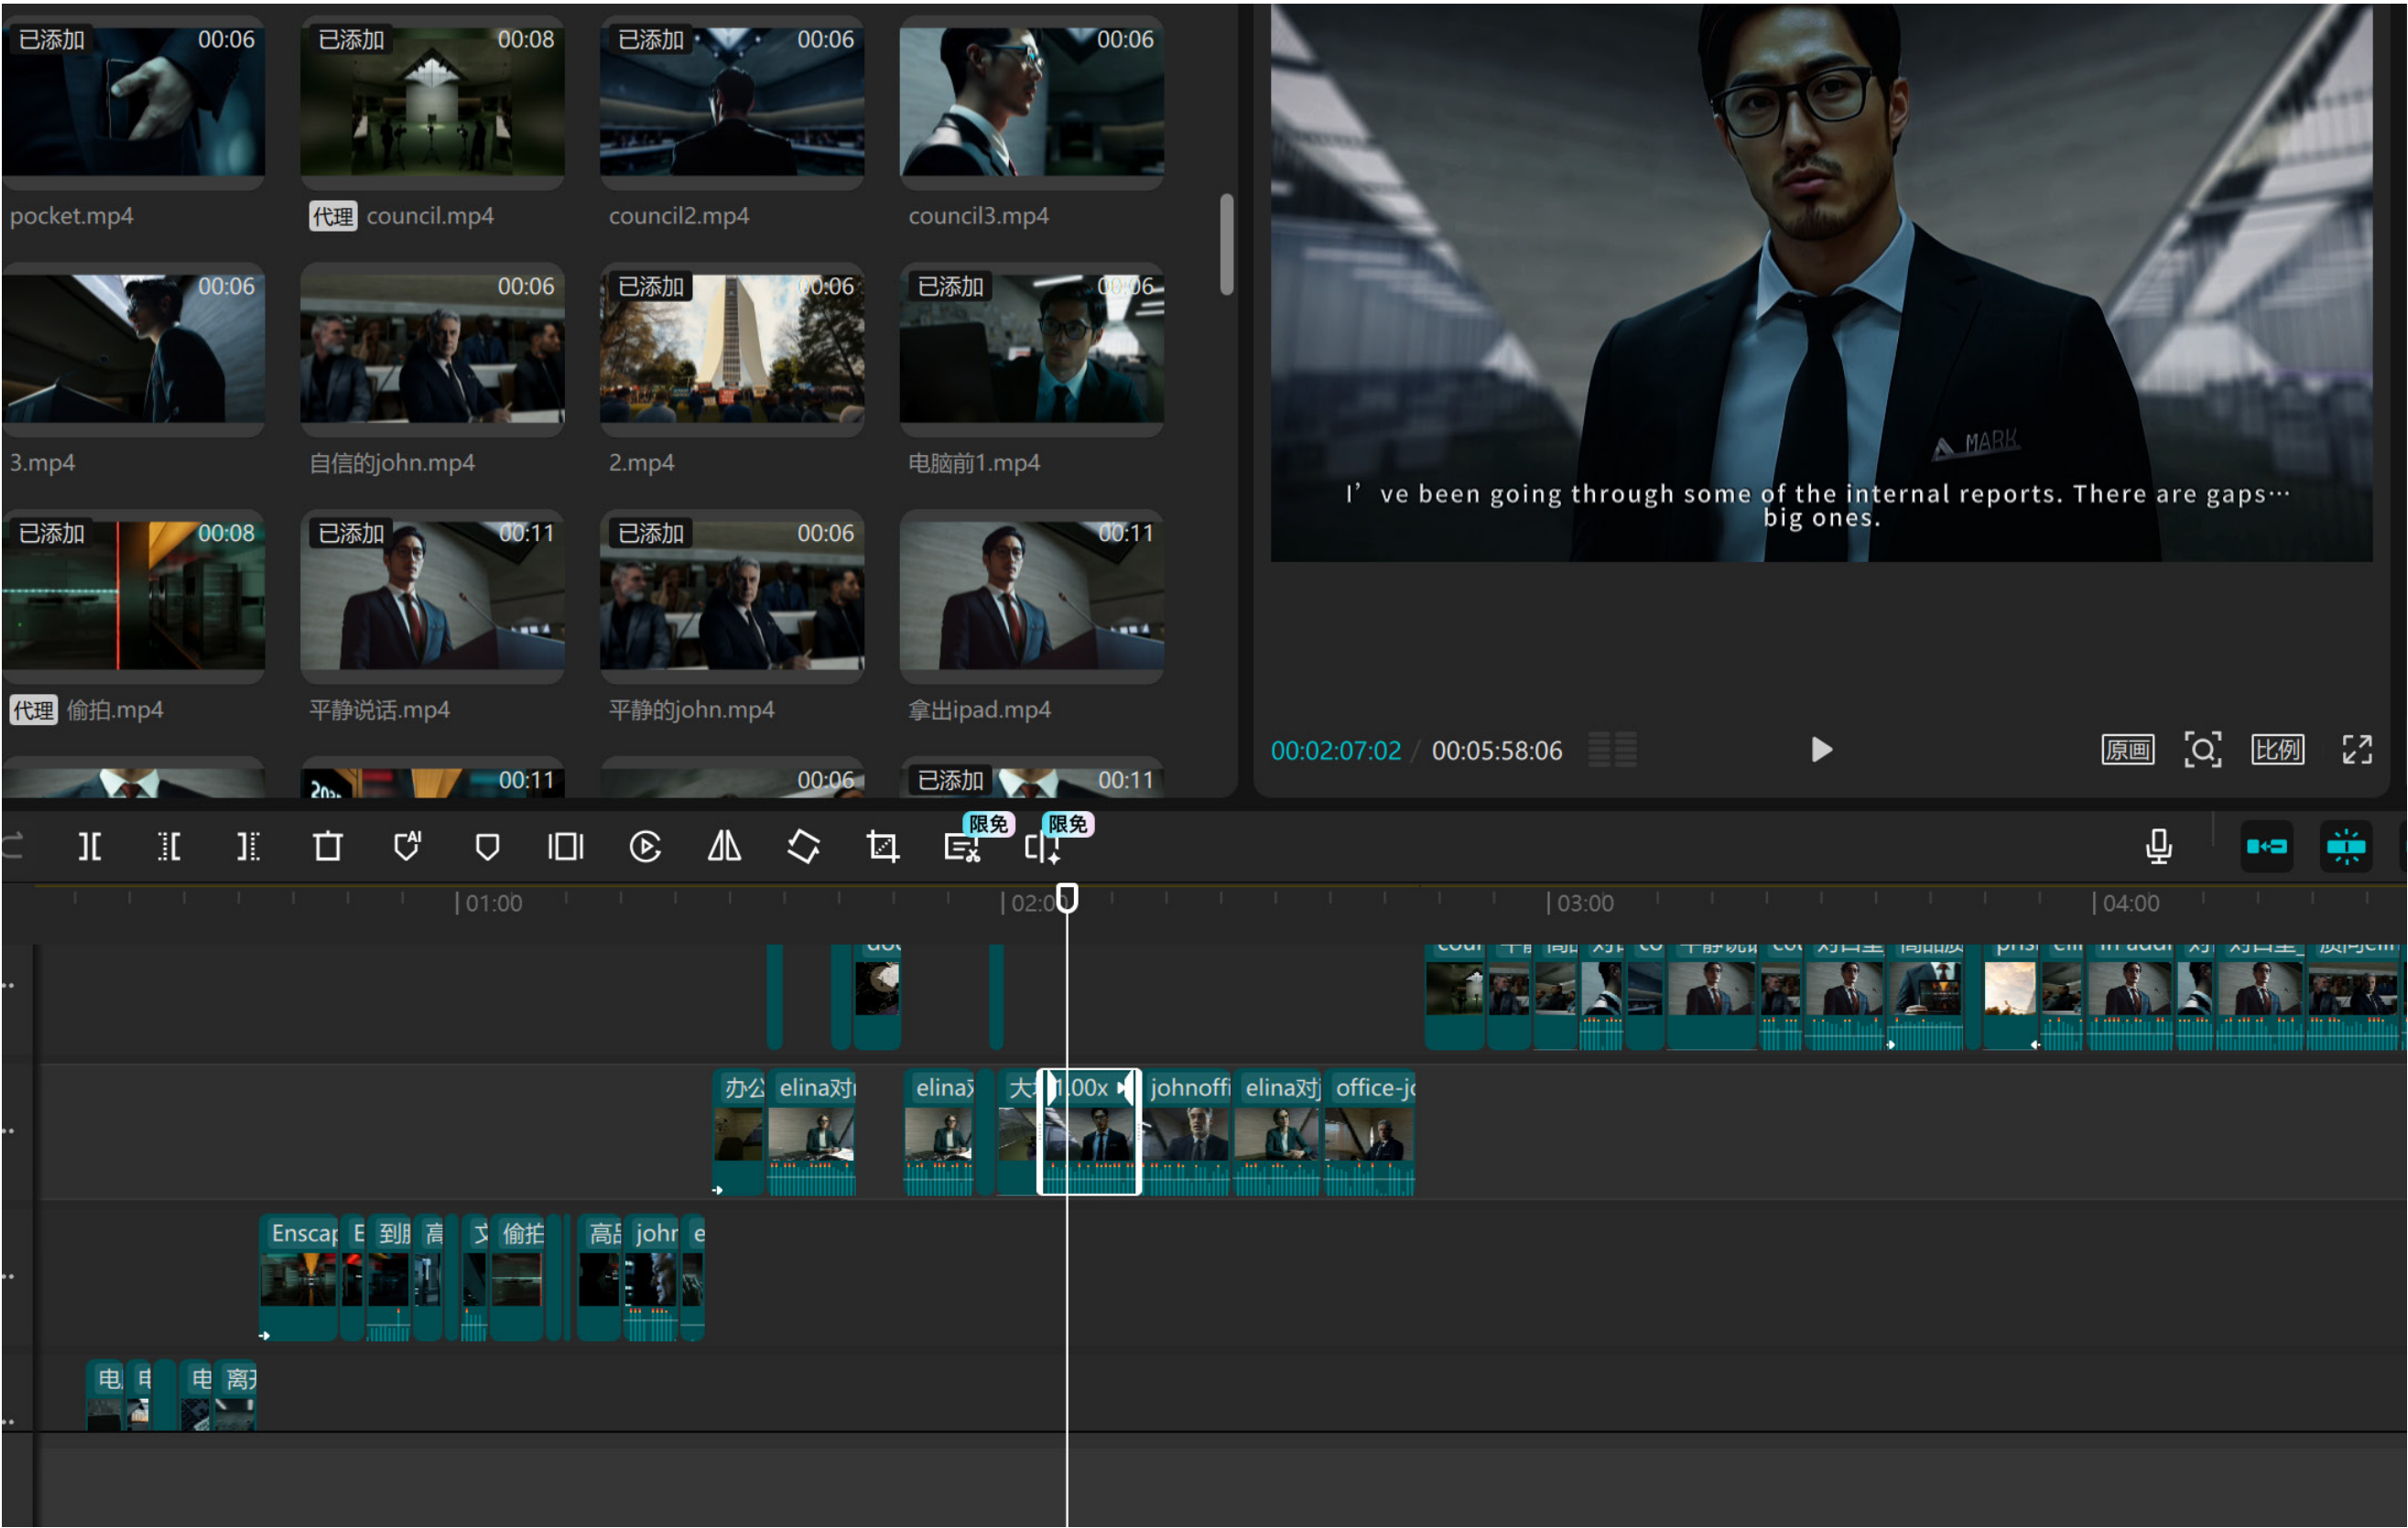 已添加 00:06
已添加 00:08
已添加 00:06
00:06
pocket.mp4
代理 council.mp4
council2.mp4
council3.mp4
00:06
00:06
已添加 00:06
已添加 00:06
3.mp4
自信的john.mp4
2.mp4
电脑前1.mp4
已添加 00:08
已添加 00:11
已添加 00:06
00:11
代理 偷拍.mp4
平静说话.mp4
平静的john.mp4
拿出ipad.mp4
00:11
00:06
已添加 00:11
MARK
I’ve been going through some of the internal reports. There are gaps…
big ones.
00:02:07:02 / 00:05:58:06
原画
比例
AI
限免
限免
01:00
02:00
03:00
04:00
办公
elina对
elina
大
1.00x
johnoffi
elina对j
office-jo
Enscap
E
到
高
文
偷拍
高品
john
e
电
电
电
离开